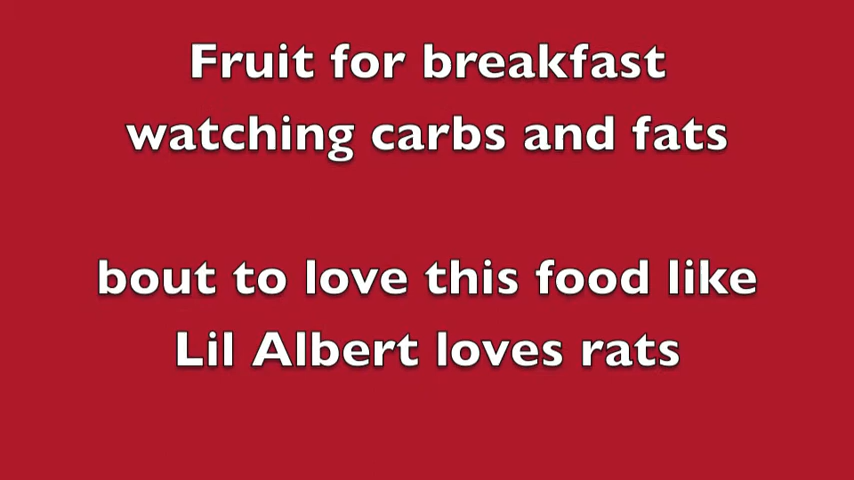 Fruit for breakfast
watching carbs and fats
bout to love this food like
Lil Albert loves rats